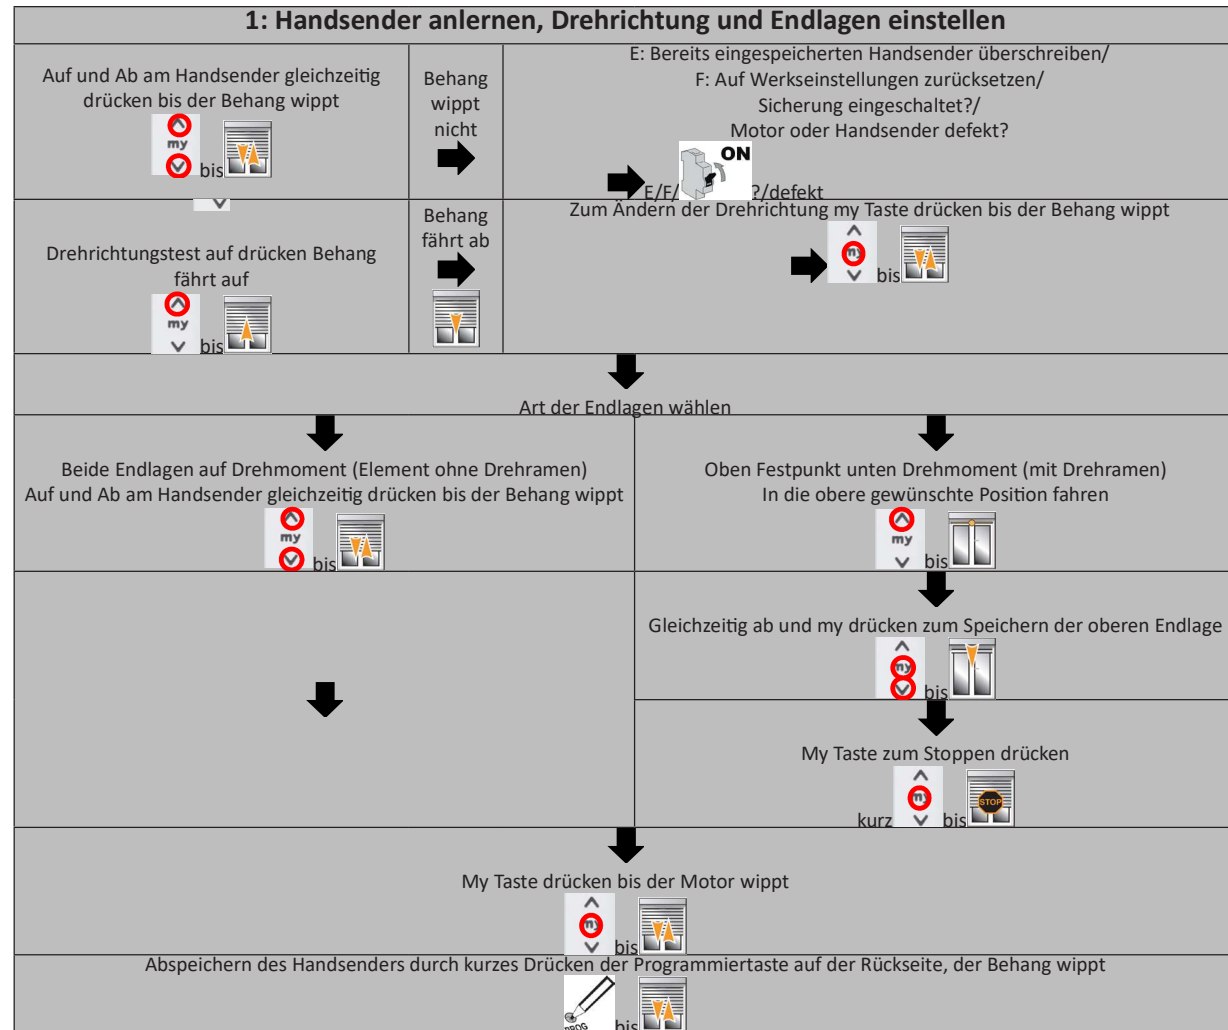 1: Handsender anlernen, Drehrichtung und Endlagen einstellen
Auf und Ab am Handsender gleichzeitig
drücken bis der Behang wippt
my
bis
Behang
wippt
nicht
E: Bereits eingespeicherten Handsender überschreiben/
F: Auf Werkseinstellungen zurücksetzen/
Sicherung eingeschaltet?/
Motor oder Handsender defekt?
ON
E/F/ ?/defekt
Drehrichtungstest auf drücken Behang
fährt auf
my
bis
Behang
fährt ab
Zum Ändern der Drehrichtung my Taste drücken bis der Behang wippt
my
bis
Art der Endlagen wählen
Beide Endlagen auf Drehmoment (Element ohne Drehramen)
Auf und Ab am Handsender gleichzeitig drücken bis der Behang wippt
my
bis
Oben Festpunkt unten Drehmoment (mit Drehramen)
In die obere gewünschte Position fahren
my
bis
Gleichzeitig ab und my drücken zum Speichern der oberen Endlage
my
bis
My Taste zum Stoppen drücken
my
STOP
kurz bis
My Taste drücken bis der Motor wippt
my
bis
Abspeichern des Handsenders durch kurzes Drücken der Programmiertaste auf der Rückseite, der Behang wippt
PROG
bis